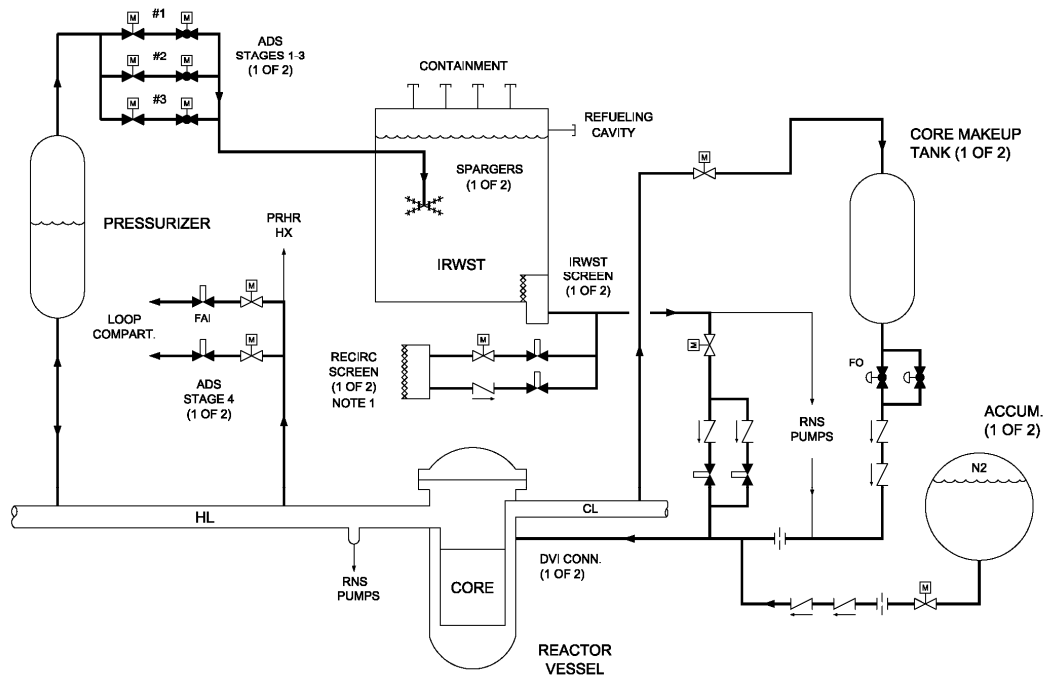 M
#1
M
ADS
STAGES 1-3
(1 OF 2)
M
#2
M
M
#3
M
CONTAINMENT
REFUELING
CAVITY
SPARGERS
(1 OF 2)
M
CORE MAKEUP
TANK (1 OF 2)
PRESSURIZER
PRHR
HX
IRWST
IRWST
SCREEN
(1 OF 2)
M
FAI
LOOP
COMPART.
M
ADS
STAGE 4
(1 OF 2)
RECIRC
SCREEN
(1 OF 2)
NOTE 1
M
M
FO
RNS
PUMPS
ACCUM.
(1 OF 2)
N2
HL
CL
RNS
PUMPS
CORE
DVI CONN.
(1 OF 2)
M
REACTOR
VESSEL